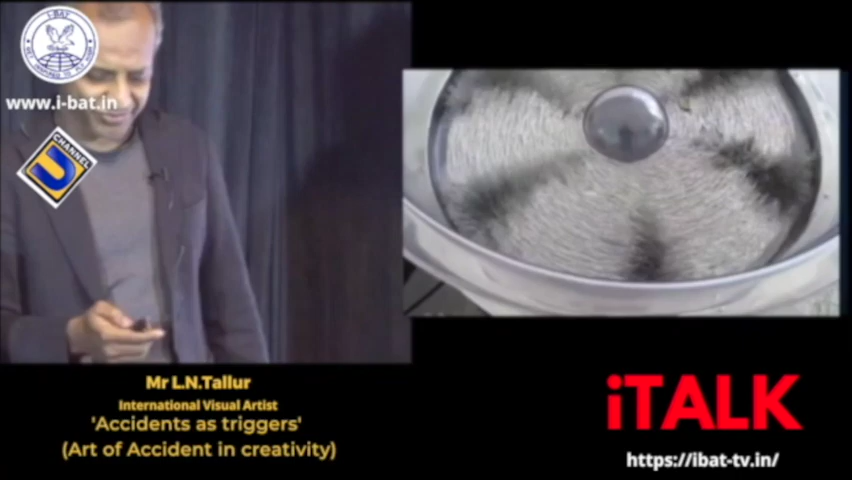 i-BAT
www.i-bat.in
CHANNEL
U
Mr L.N.Tallur
International Visual Artist
'Accidents as triggers'
(Art of Accident in creativity)
iTALK
https://ibat-tv.in/